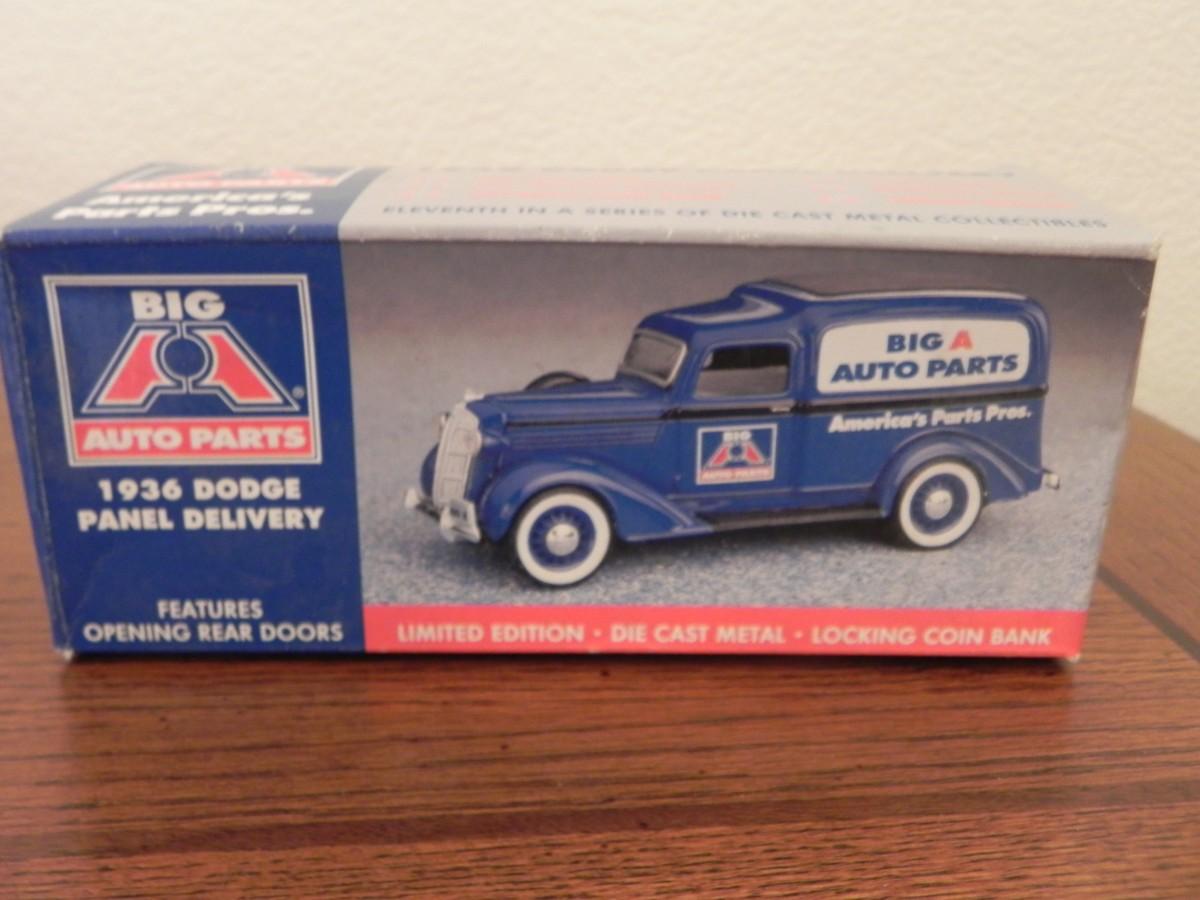 AUTO PARTS
America's
Parts Pros.
ELEVENTH IN A SERIES OF DIE CAST METAL COLLECTIBLES
BIG
®
AUTO PARTS
1936 DODGE
PANEL DELIVERY
FEATURES
OPENING REAR DOORS
BIG A
AUTO PARTS
America's Parts Pros.
BIG
AUTO PARTS
LIMITED EDITION • DIE CAST METAL • LOCKING COIN BANK